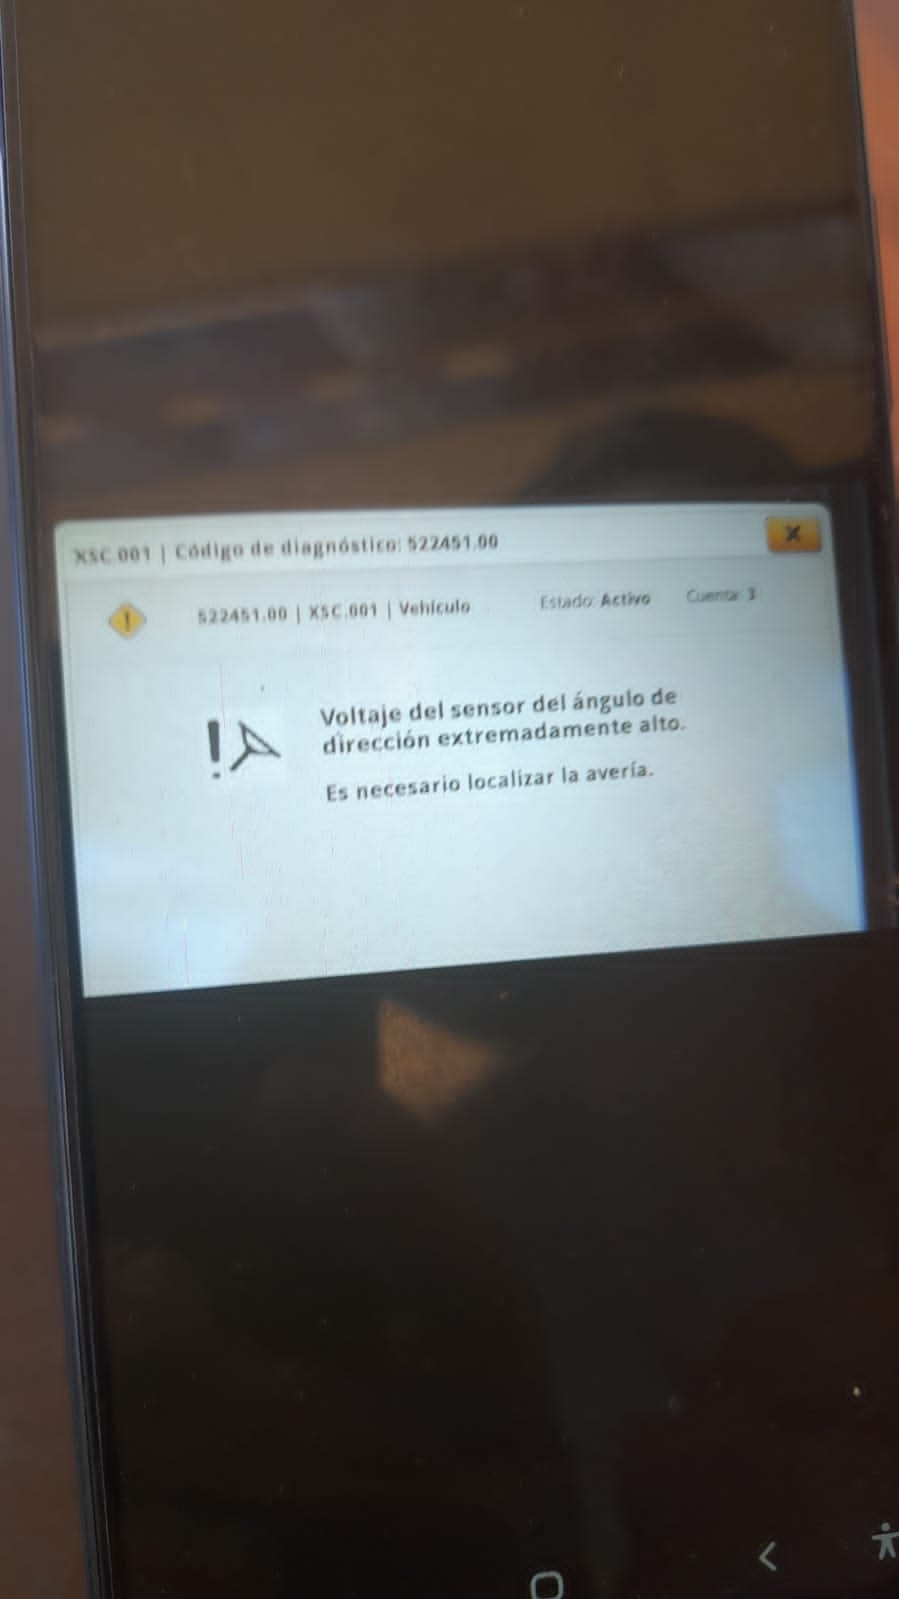 XSC.001 | Código de diagnóstico: 522451.00
522451.00 | XSC.001 | Vehículo Estado: Activo Cuenta: 3
Voltaje del sensor del ángulo de
dirección extremadamente alto.
Es necesario localizar la avería.